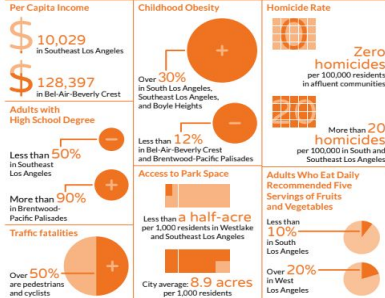 Per Capita Income
$ 10,029
in Southeast Los Angeles
$ 128,397
in Bel-Air-Beverly Crest
Adults with
High School Degree
−
Less than 50%
in Southeast
Los Angeles
+
More than 90%
in Brentwood-
Pacific Palisades
Traffic fatalities
Over 50%
are pedestrians
and cyclists
Childhood Obesity
+
Over 30%
in South Los Angeles,
Southeast Los Angeles,
and Boyle Heights
−
Less than 12%
in Bel-Air-Beverly Crest
and Brentwood-Pacific Palisades
Access to Park Space
Less than a half-acre
per 1,000 residents in Westlake
and Southeast Los Angeles
City average: 8.9 acres
per 1,000 residents
Homicide Rate
0
Zero
homicides
per 100,000 residents
in affluent communities
20
More than 20
homicides
per 100,000 in South and
Southeast Los Angeles
Adults Who Eat Daily
Recommended Five
Servings of Fruits
and Vegetables
Less than
10%
in South
Los Angeles
Over 20%
in West
Los Angeles